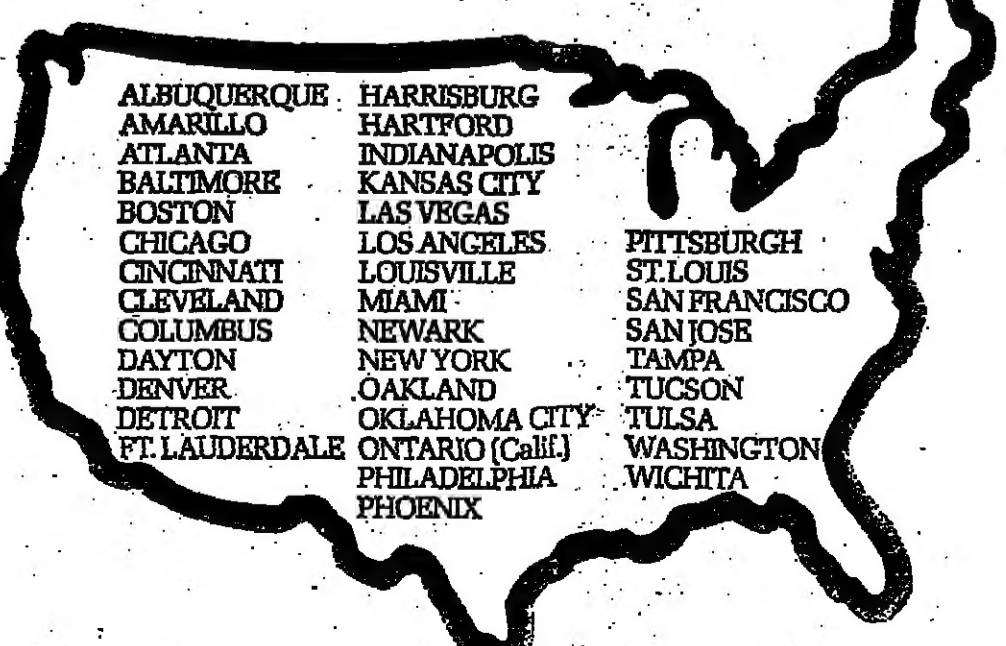 ALBUQUERQUE
AMARILLO
ATLANTA
BALTIMORE
BOSTON
CHICAGO
CINCINNATI
CLEVELAND
COLUMBUS
DAYTON
DENVER
DETROIT
FT. LAUDERDALE
HARRISBURG
HARTFORD
INDIANAPOLIS
KANSAS CITY
LAS VEGAS
LOS ANGELES
LOUISVILLE
MIAMI
NEWARK
NEW YORK
OAKLAND
OKLAHOMA CITY
ONTARIO (Calif.)
PHILADELPHIA
PHOENIX
PITTSBURGH
ST. LOUIS
SAN FRANCISCO
SAN JOSE
TAMPA
TUCSON
TULSA
WASHINGTON
WICHITA